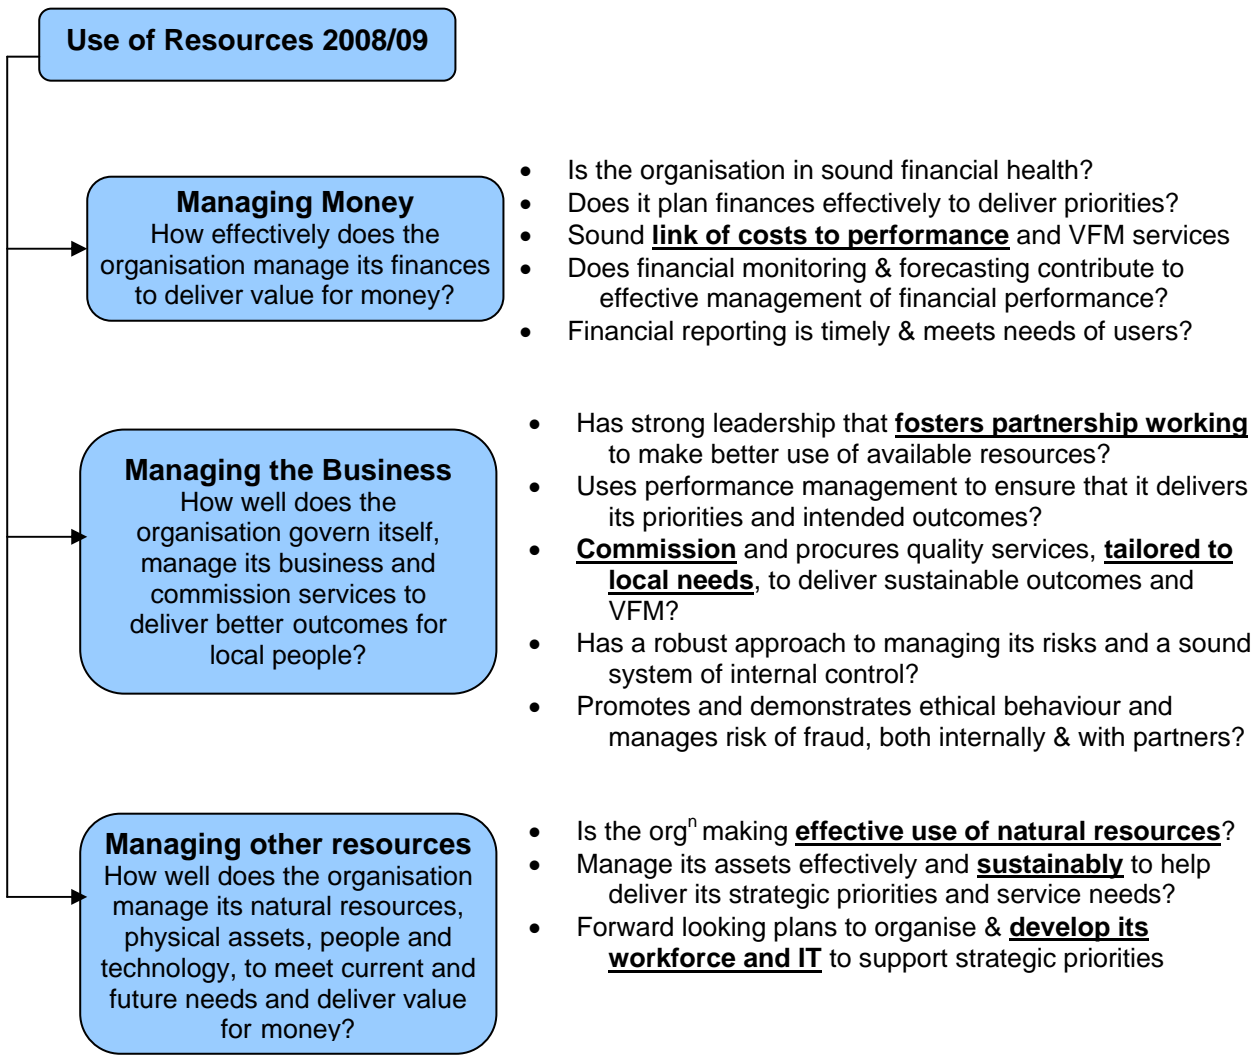 Use of Resources 2008/09
Managing Money
How effectively does the
organisation manage its finances
to deliver value for money?
• Is the organisation in sound financial health?
• Does it plan finances effectively to deliver priorities?
• Sound link of costs to performance and VFM services
• Does financial monitoring & forecasting contribute to
effective management of financial performance?
• Financial reporting is timely & meets needs of users?
Managing the Business
How well does the
organisation govern itself,
manage its business and
commission services to
deliver better outcomes for
local people?
• Has strong leadership that fosters partnership working
to make better use of available resources?
• Uses performance management to ensure that it delivers
its priorities and intended outcomes?
• Commission and procures quality services, tailored to
local needs, to deliver sustainable outcomes and
VFM?
• Has a robust approach to managing its risks and a sound
system of internal control?
• Promotes and demonstrates ethical behaviour and
manages risk of fraud, both internally & with partners?
Managing other resources
How well does the organisation
manage its natural resources,
physical assets, people and
technology, to meet current and
future needs and deliver value
for money?
• Is the orgⁿ making effective use of natural resources?
• Manage its assets effectively and sustainably to help
deliver its strategic priorities and service needs?
• Forward looking plans to organise & develop its
workforce and IT to support strategic priorities